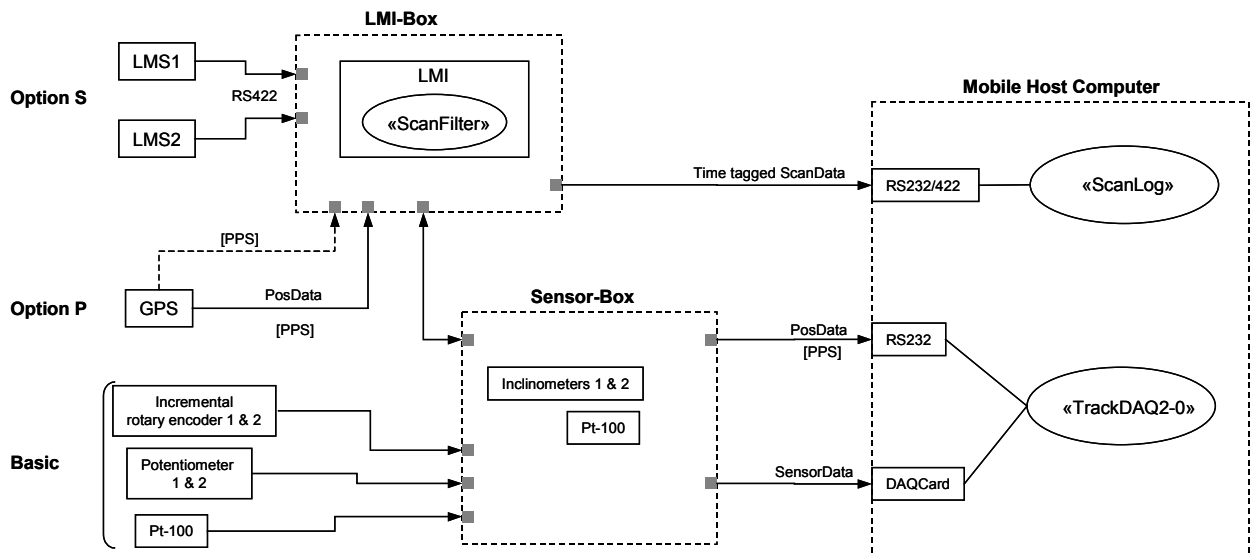 LMI-Box
LMS1
LMI
Mobile Host Computer
Option S
RS422
«ScanFilter»
LMS2
Time tagged ScanData
RS232/422
«ScanLog»
[PPS]
Option P
GPS
PosData
[PPS]
Sensor-Box
PosData
[PPS]
RS232
Inclinometers 1 & 2
Incremental
rotary encoder 1 & 2
Pt-100
«TrackDAQ2-0»
Basic
Potentiometer
1 & 2
SensorData
DAQCard
Pt-100